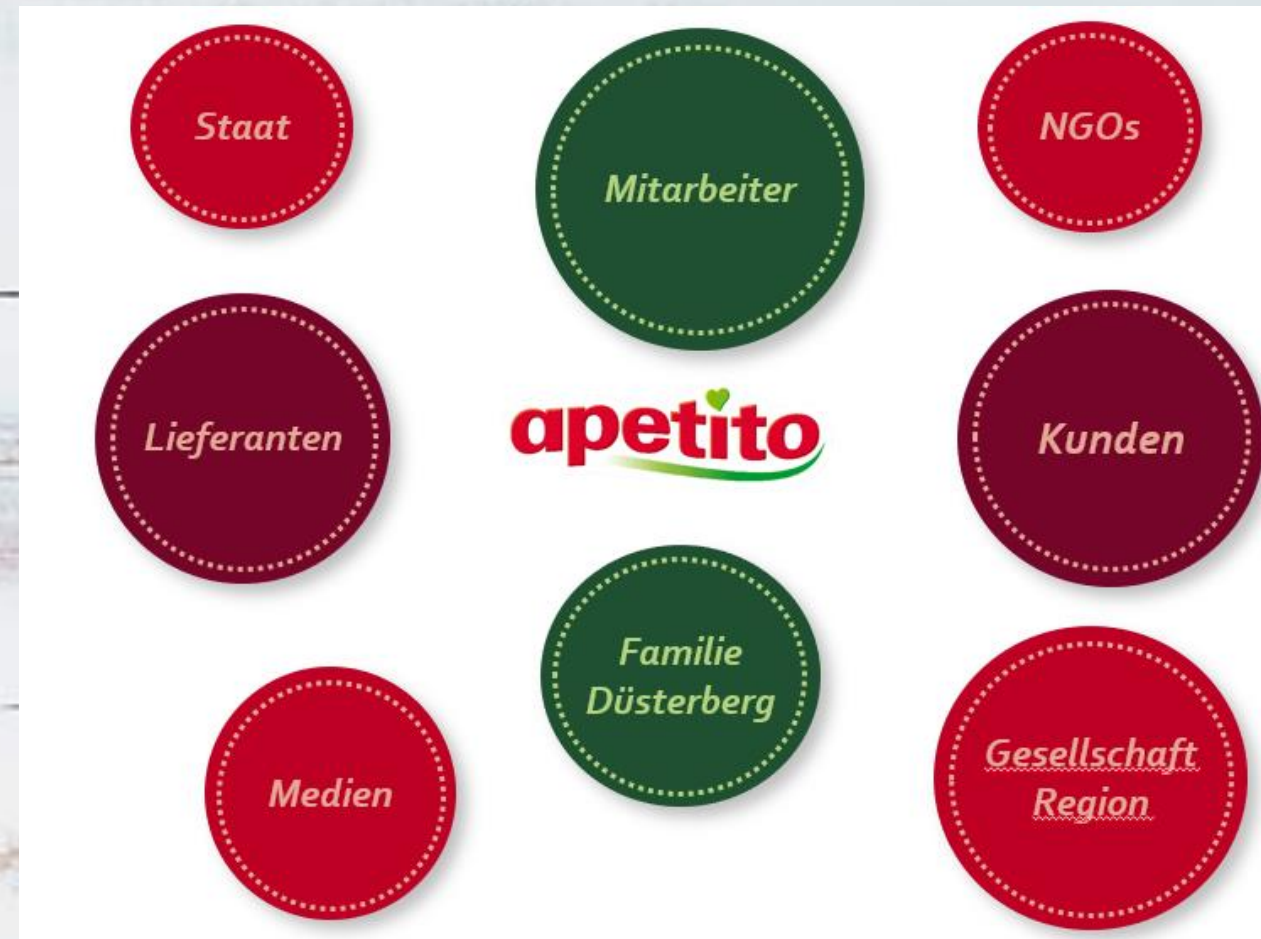 Staat
Mitarbeiter
NGOs
Lieferanten
apetito
Kunden
Familie
Düsterberg
Medien
Gesellschaft
Region